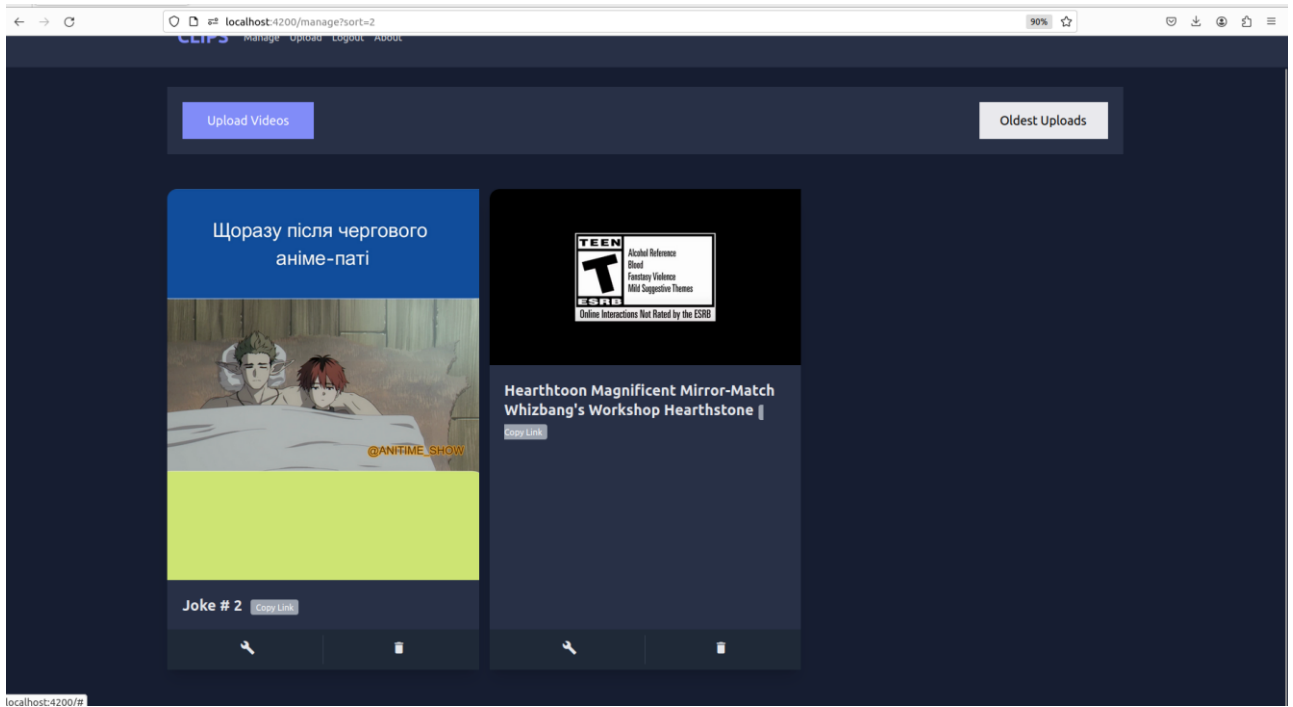 localhost:4200/manage?sort=2
90%
CLIPS Manage Upload Logout About
Upload Videos
Oldest Uploads
Щоразу після чергового
аніме-паті
@ANITIME_SHOW
Joke # 2 Copy Link
TEEN
T
ESRB
Alcohol Reference
Blood
Fanstasy Violence
Mild Suggestive Themes
Online Interactions Not Rated by the ESRB
Hearthtoon Magnificent Mirror-Match
Whizbang's Workshop Hearthstone
Copy Link
localhost:4200/#